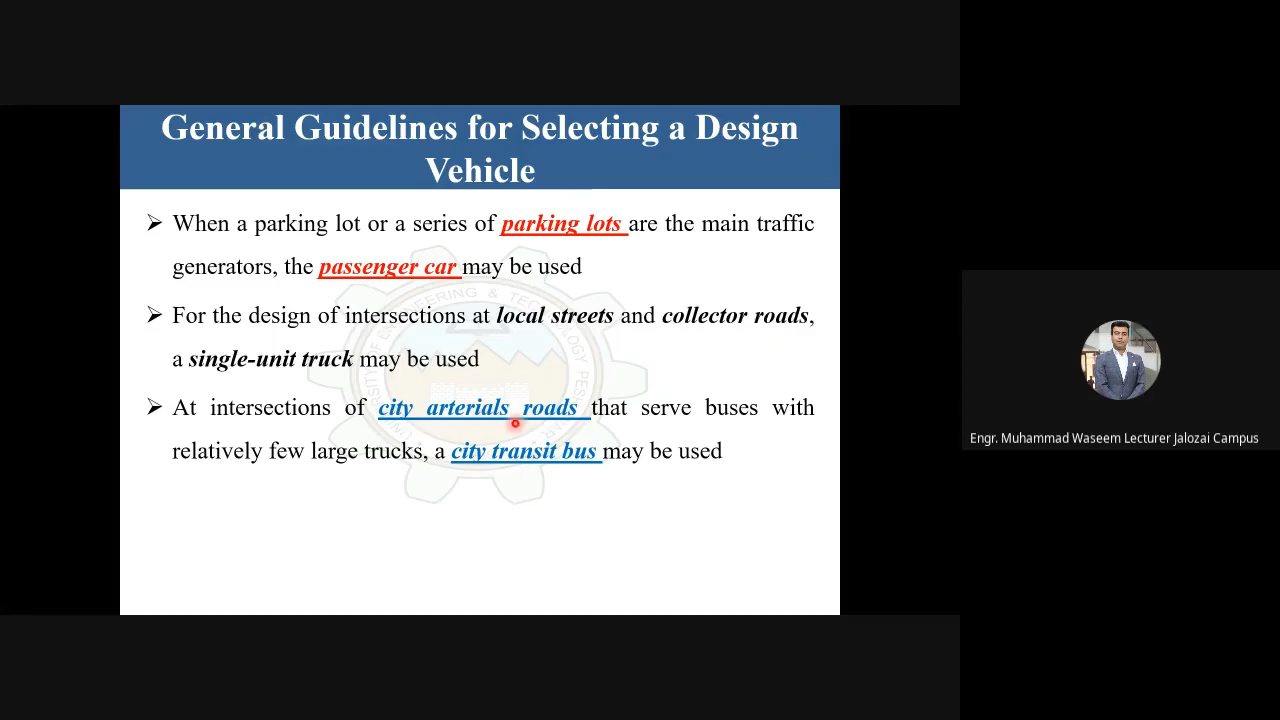 General Guidelines for Selecting a Design
Vehicle
➢ When a parking lot or a series of parking lots are the main traffic
generators, the passenger car may be used
➢ For the design of intersections at local streets and collector roads,
a single-unit truck may be used
➢ At intersections of city arterials roads that serve buses with
relatively few large trucks, a city transit bus may be used
Engr. Muhammad Waseem Lecturer Jalozai Campus